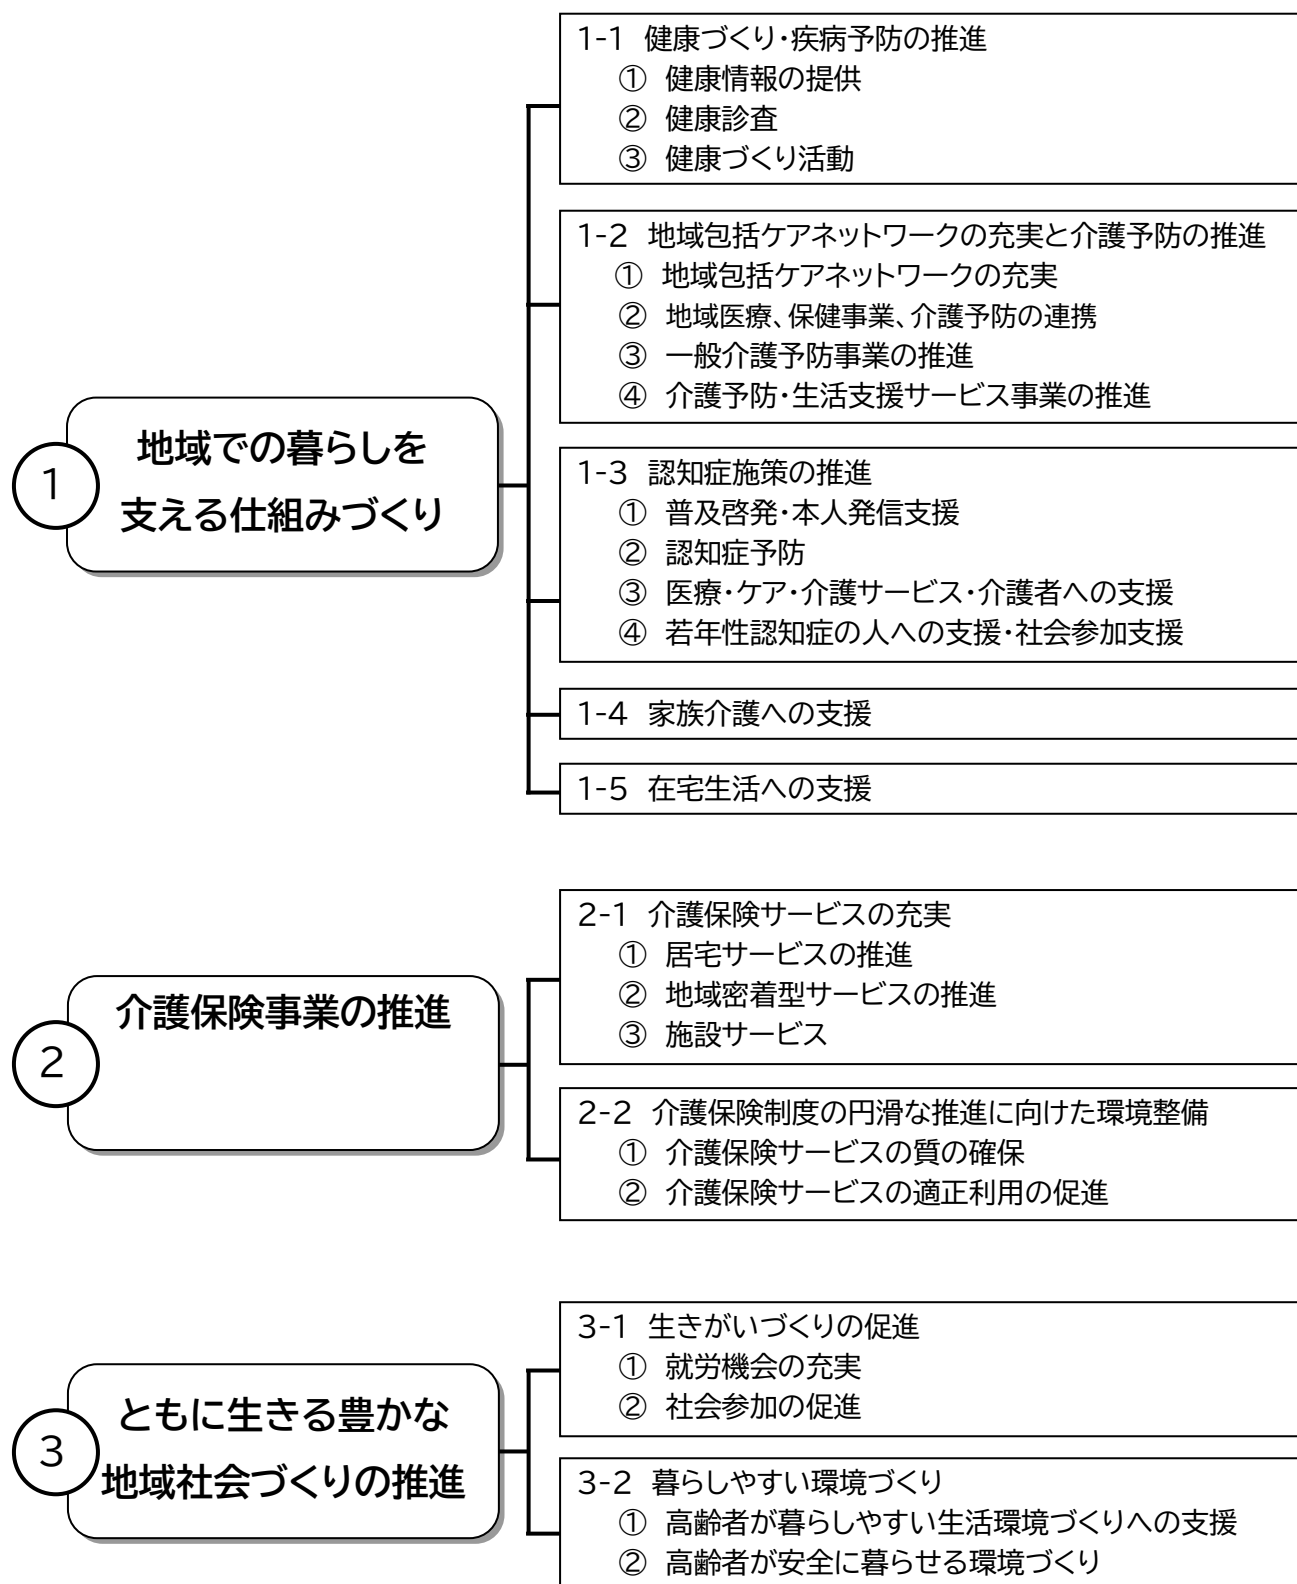 1
地域での暮らしを
支える仕組みづくり
1-1 健康づくり・疾病予防の推進
① 健康情報の提供
② 健康診査
③ 健康づくり活動
1-2 地域包括ケアネットワークの充実と介護予防の推進
① 地域包括ケアネットワークの充実
② 地域医療、保健事業、介護予防の連携
③ 一般介護予防事業の推進
④ 介護予防・生活支援サービス事業の推進
1-3 認知症施策の推進
① 普及啓発・本人発信支援
② 認知症予防
③ 医療・ケア・介護サービス・介護者への支援
④ 若年性認知症の人への支援・社会参加支援
1-4 家族介護への支援
1-5 在宅生活への支援
2
介護保険事業の推進
2-1 介護保険サービスの充実
① 居宅サービスの推進
② 地域密着型サービスの推進
③ 施設サービス
2-2 介護保険制度の円滑な推進に向けた環境整備
① 介護保険サービスの質の確保
② 介護保険サービスの適正利用の促進
3
ともに生きる豊かな
地域社会づくりの推進
3-1 生きがいづくりの促進
① 就労機会の充実
② 社会参加の促進
3-2 暮らしやすい環境づくり
① 高齢者が暮らしやすい生活環境づくりへの支援
② 高齢者が安全に暮らせる環境づくり